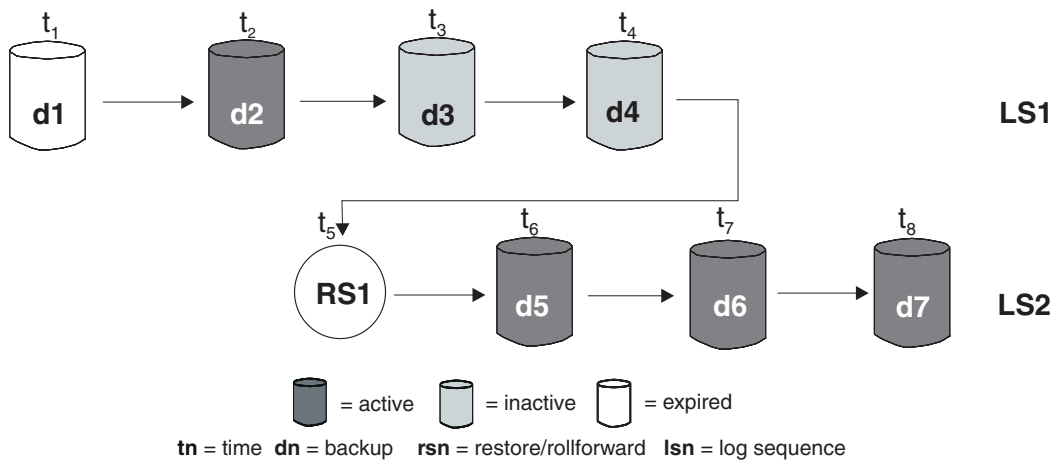 t1 t2 t3 t4
d1 d2 d3 d4 LS1
t5 t6 t7 t8
RS1 d5 d6 d7 LS2
= active = inactive = expired
tn = time dn = backup rsn = restore/rollforward lsn = log sequence